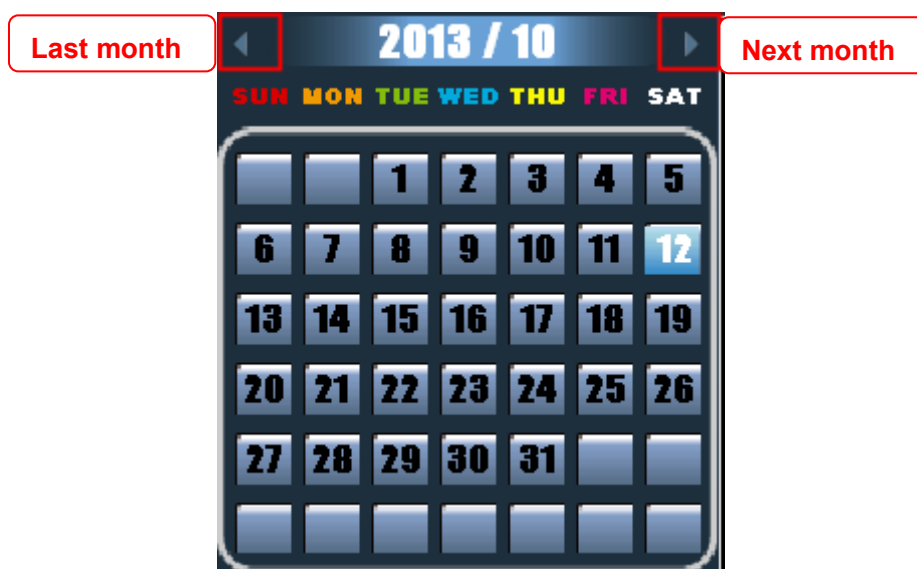 Last month
2013 / 10
Next month
SUN MON TUE WED THU FRI SAT
1 2 3 4 5
6 7 8 9 10 11 12
13 14 15 16 17 18 19
20 21 22 23 24 25 26
27 28 29 30 31